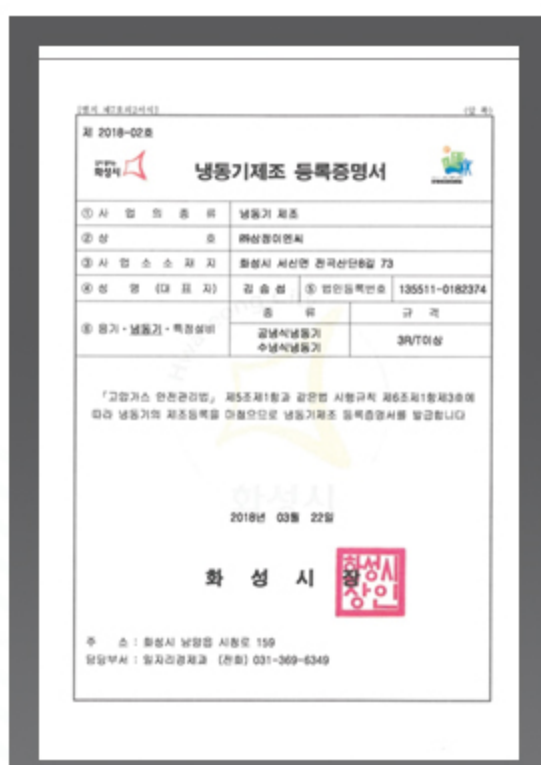 (앞 쪽)
제 2018-02호
화성시
냉동기제조 등록증명서
① 사 업 의 종 류 냉동기 제조
② 상 호 ㈜상정이엔씨
③ 사 업 소 소 재 지 화성시 서신면 전곡산단8길 73
④ 성 명 (대 표 자) 김 송 섭 ⑤ 법인등록번호 135511-0182374
⑥ 용기·냉동기·특정설비 종 류 규 격
공냉식냉동기 3R/T이상
수냉식냉동기
「고압가스 안전관리법」 제5조제1항과 같은법 시행규칙 제6조제1항제3호에
따라 냉동기의 제조등록을 마쳤으므로 냉동기제조 등록증명서를 발급합니다
화성시
2018년 03월 22일
화 성 시 장
화성시
장인
주 소 : 화성시 남양읍 시청로 159
담당부서 : 일자리경제과 (전화) 031-369-6349